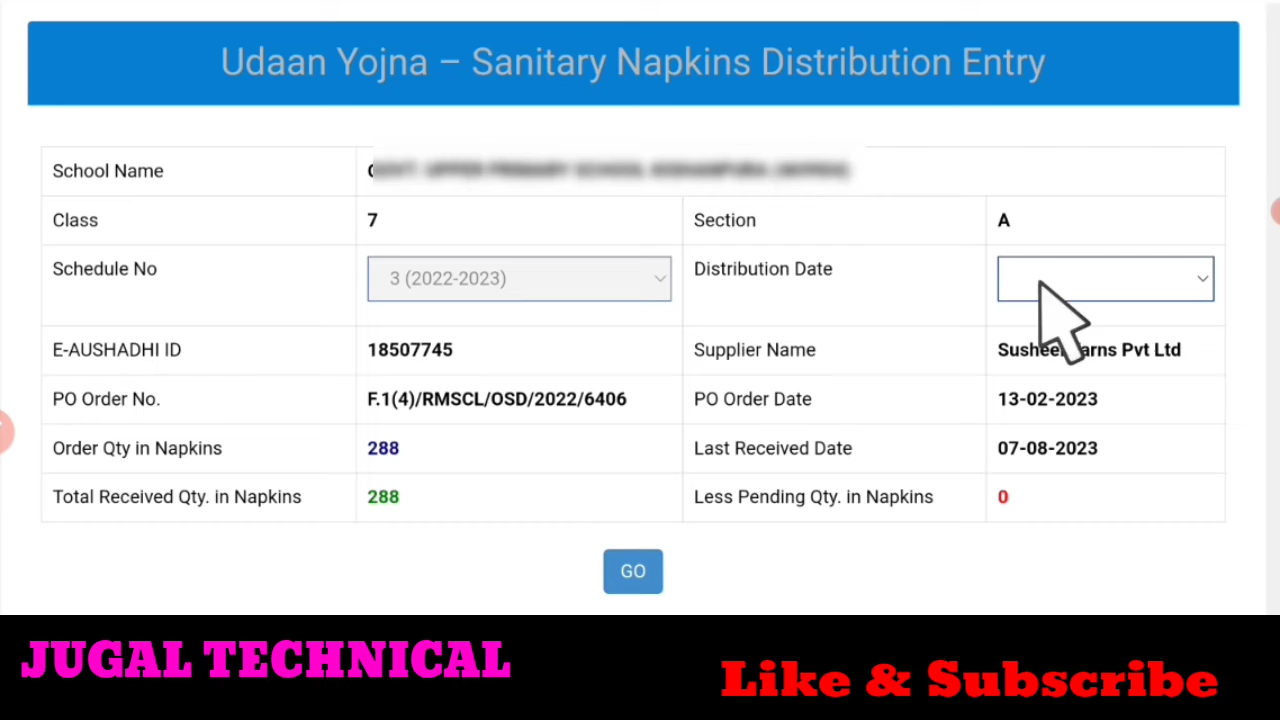 Udaan Yojna – Sanitary Napkins Distribution Entry
School Name
Class 7 Section A
Schedule No 3 (2022-2023) Distribution Date
E-AUSHADHI ID 18507745 Supplier Name Pvt Ltd
PO Order No. F.1(4)/RMSCL/OSD/2022/6406 PO Order Date 13-02-2023
Order Qty in Napkins 288 Last Received Date 07-08-2023
Total Received Qty. in Napkins 288 Less Pending Qty. in Napkins 0
GO
JUGAL TECHNICAL
Like & Subscribe